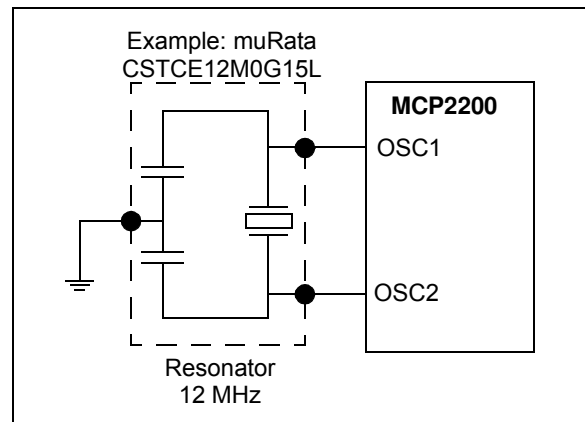 Example: muRata
CSTCE12M0G15L
MCP2200
OSC1
OSC2
Resonator
12 MHz